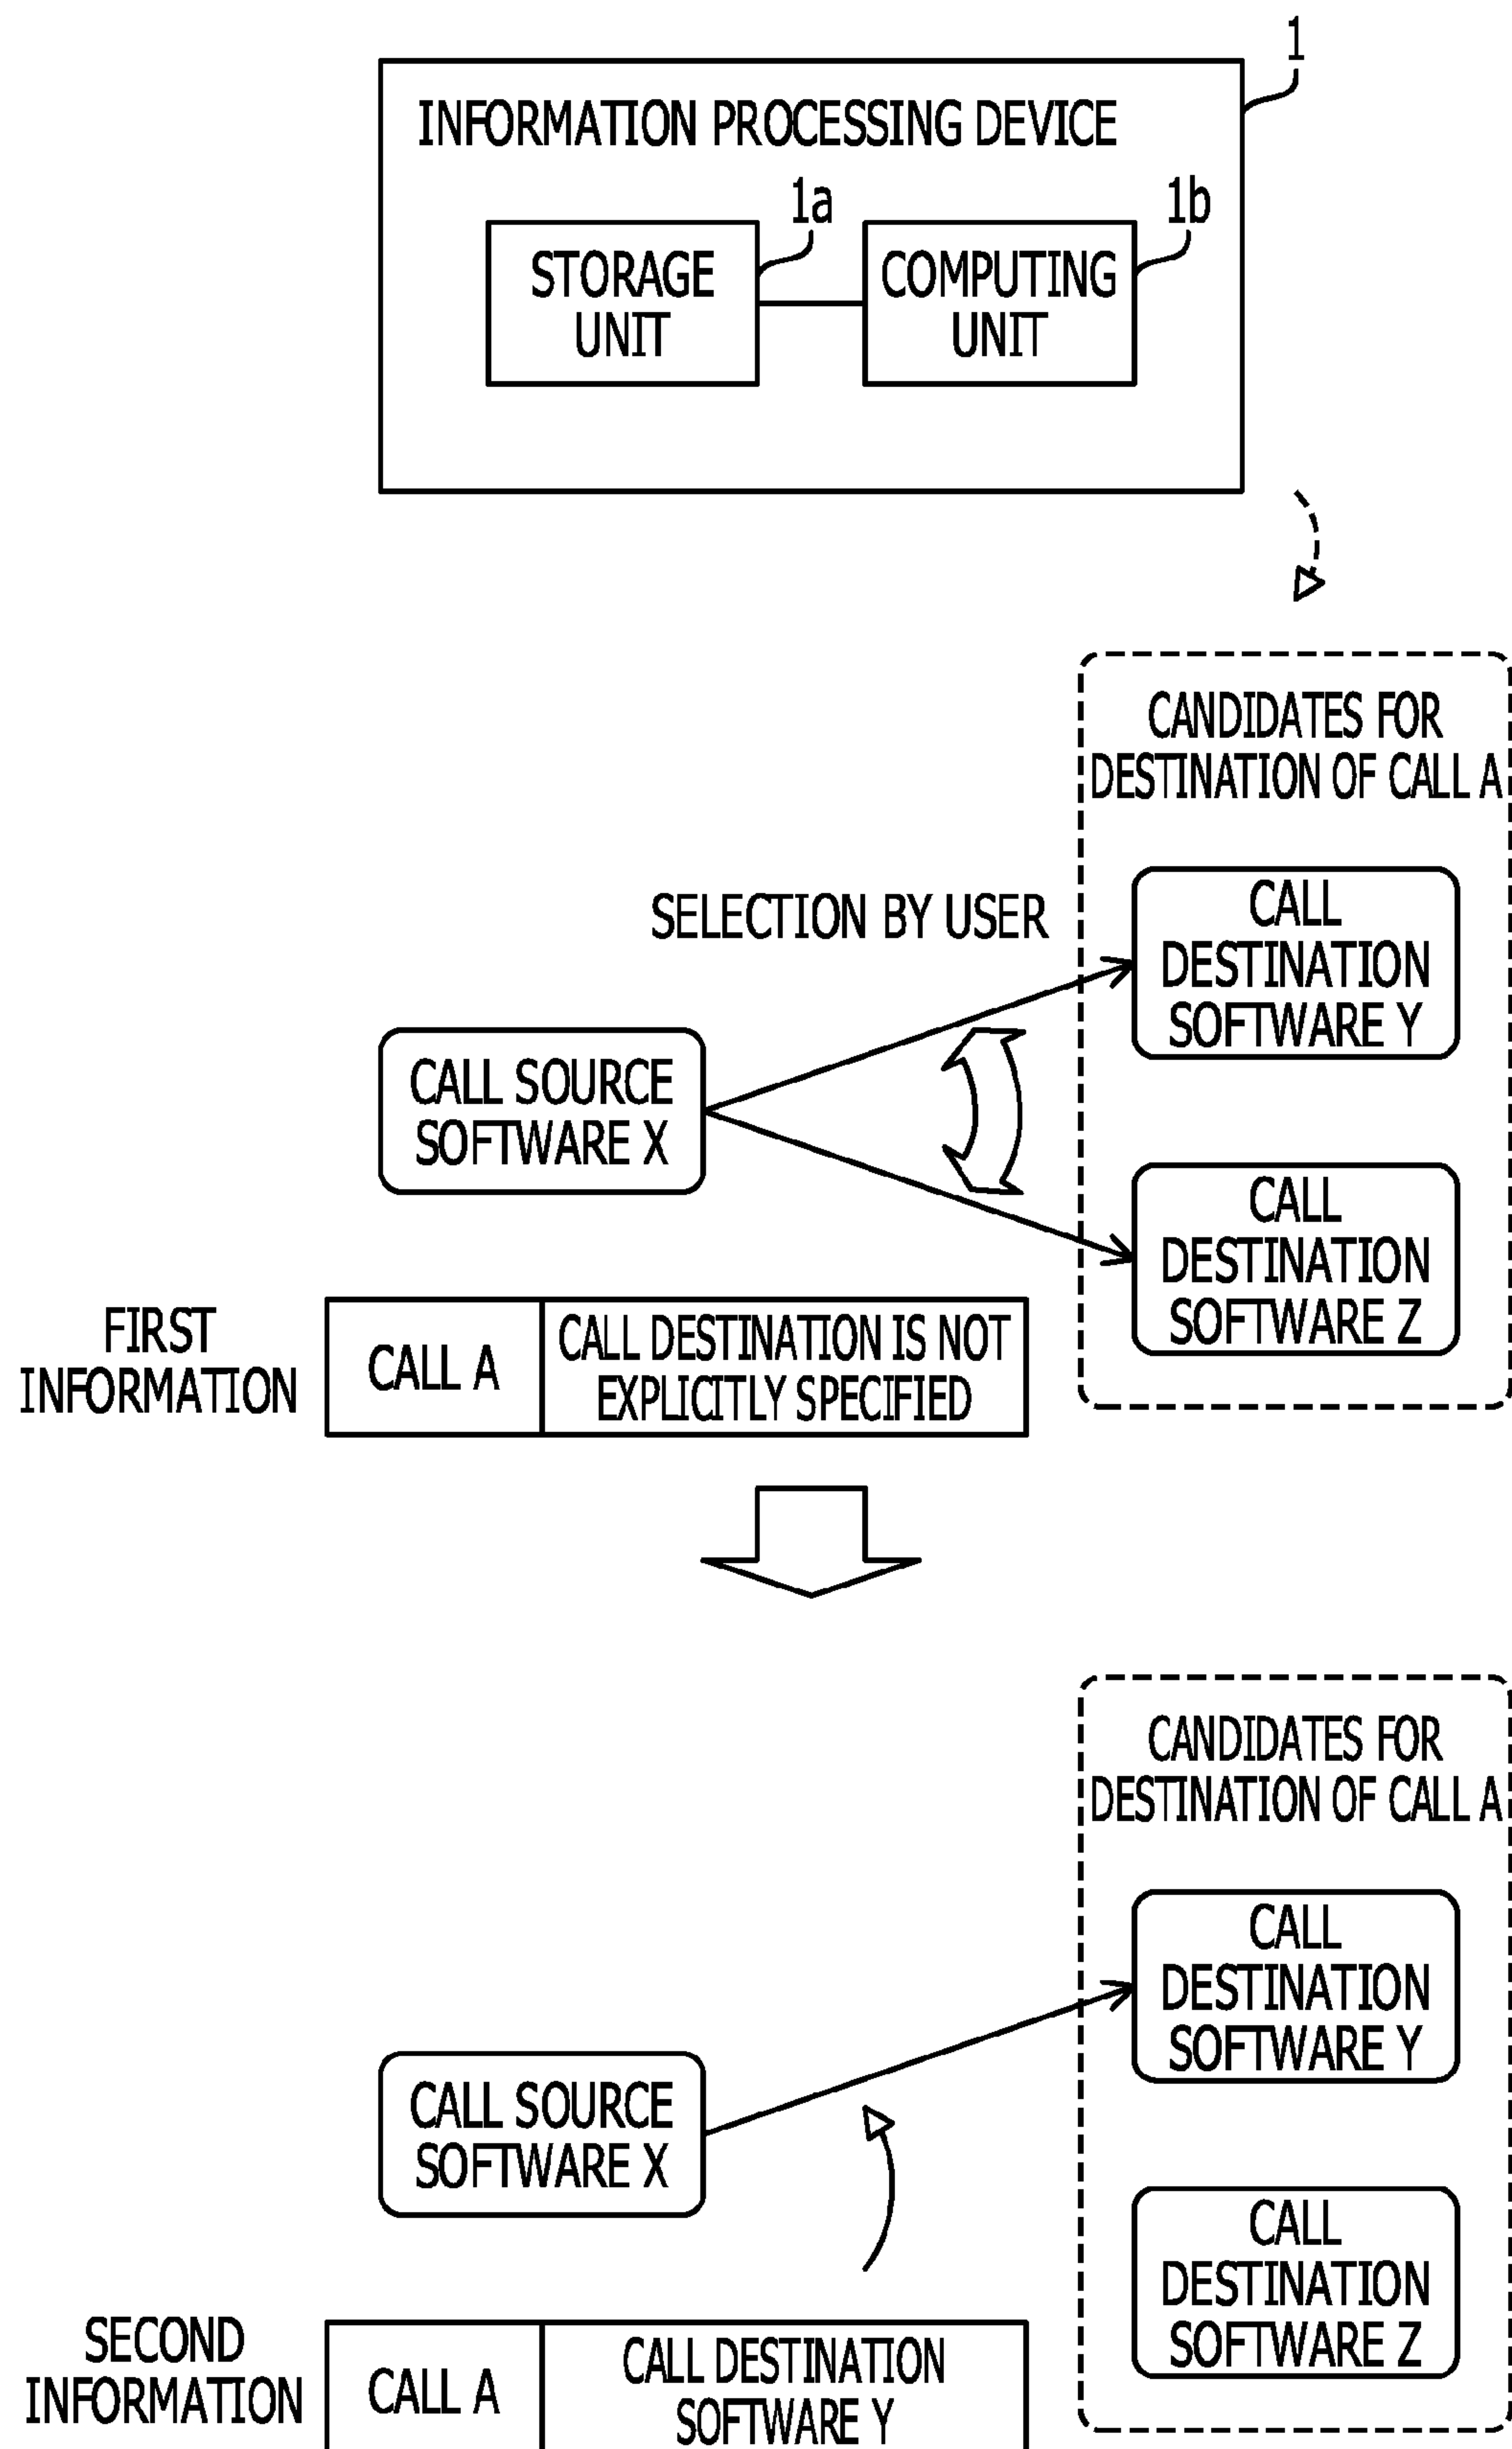 1
INFORMATION PROCESSING DEVICE
1a
1b
STORAGE
UNIT
COMPUTING
UNIT
CANDIDATES FOR
DESTINATION OF CALL A
SELECTION BY USER
CALL
DESTINATION
SOFTWARE Y
CALL SOURCE
SOFTWARE X
CALL
DESTINATION
SOFTWARE Z
FIRST
INFORMATION
CALL A
CALL DESTINATION IS NOT
EXPLICITLY SPECIFIED
CANDIDATES FOR
DESTINATION OF CALL A
CALL
DESTINATION
SOFTWARE Y
CALL SOURCE
SOFTWARE X
CALL
DESTINATION
SOFTWARE Z
SECOND
INFORMATION
CALL A
CALL DESTINATION
SOFTWARE Y